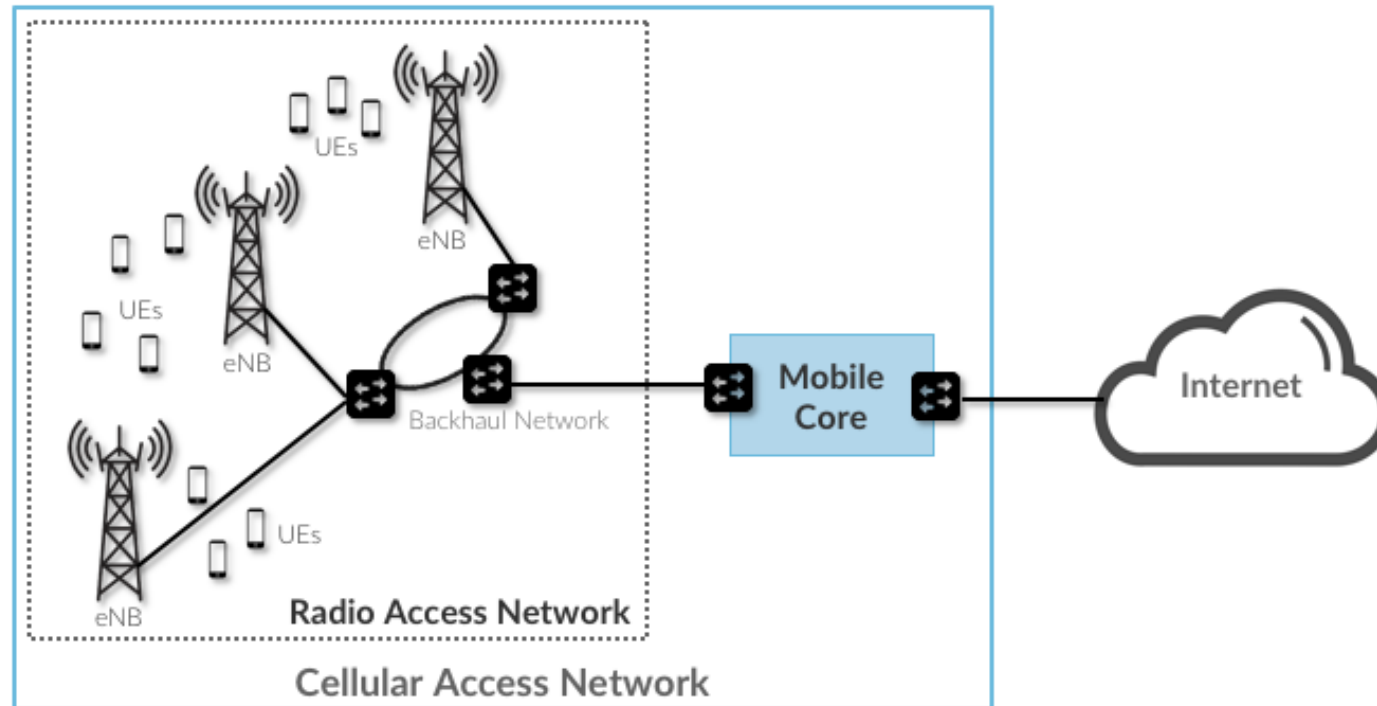 UEs
eNB
UEs
eNB
Backhaul Network
Mobile
Core
Internet
UEs
eNB
Radio Access Network
Cellular Access Network